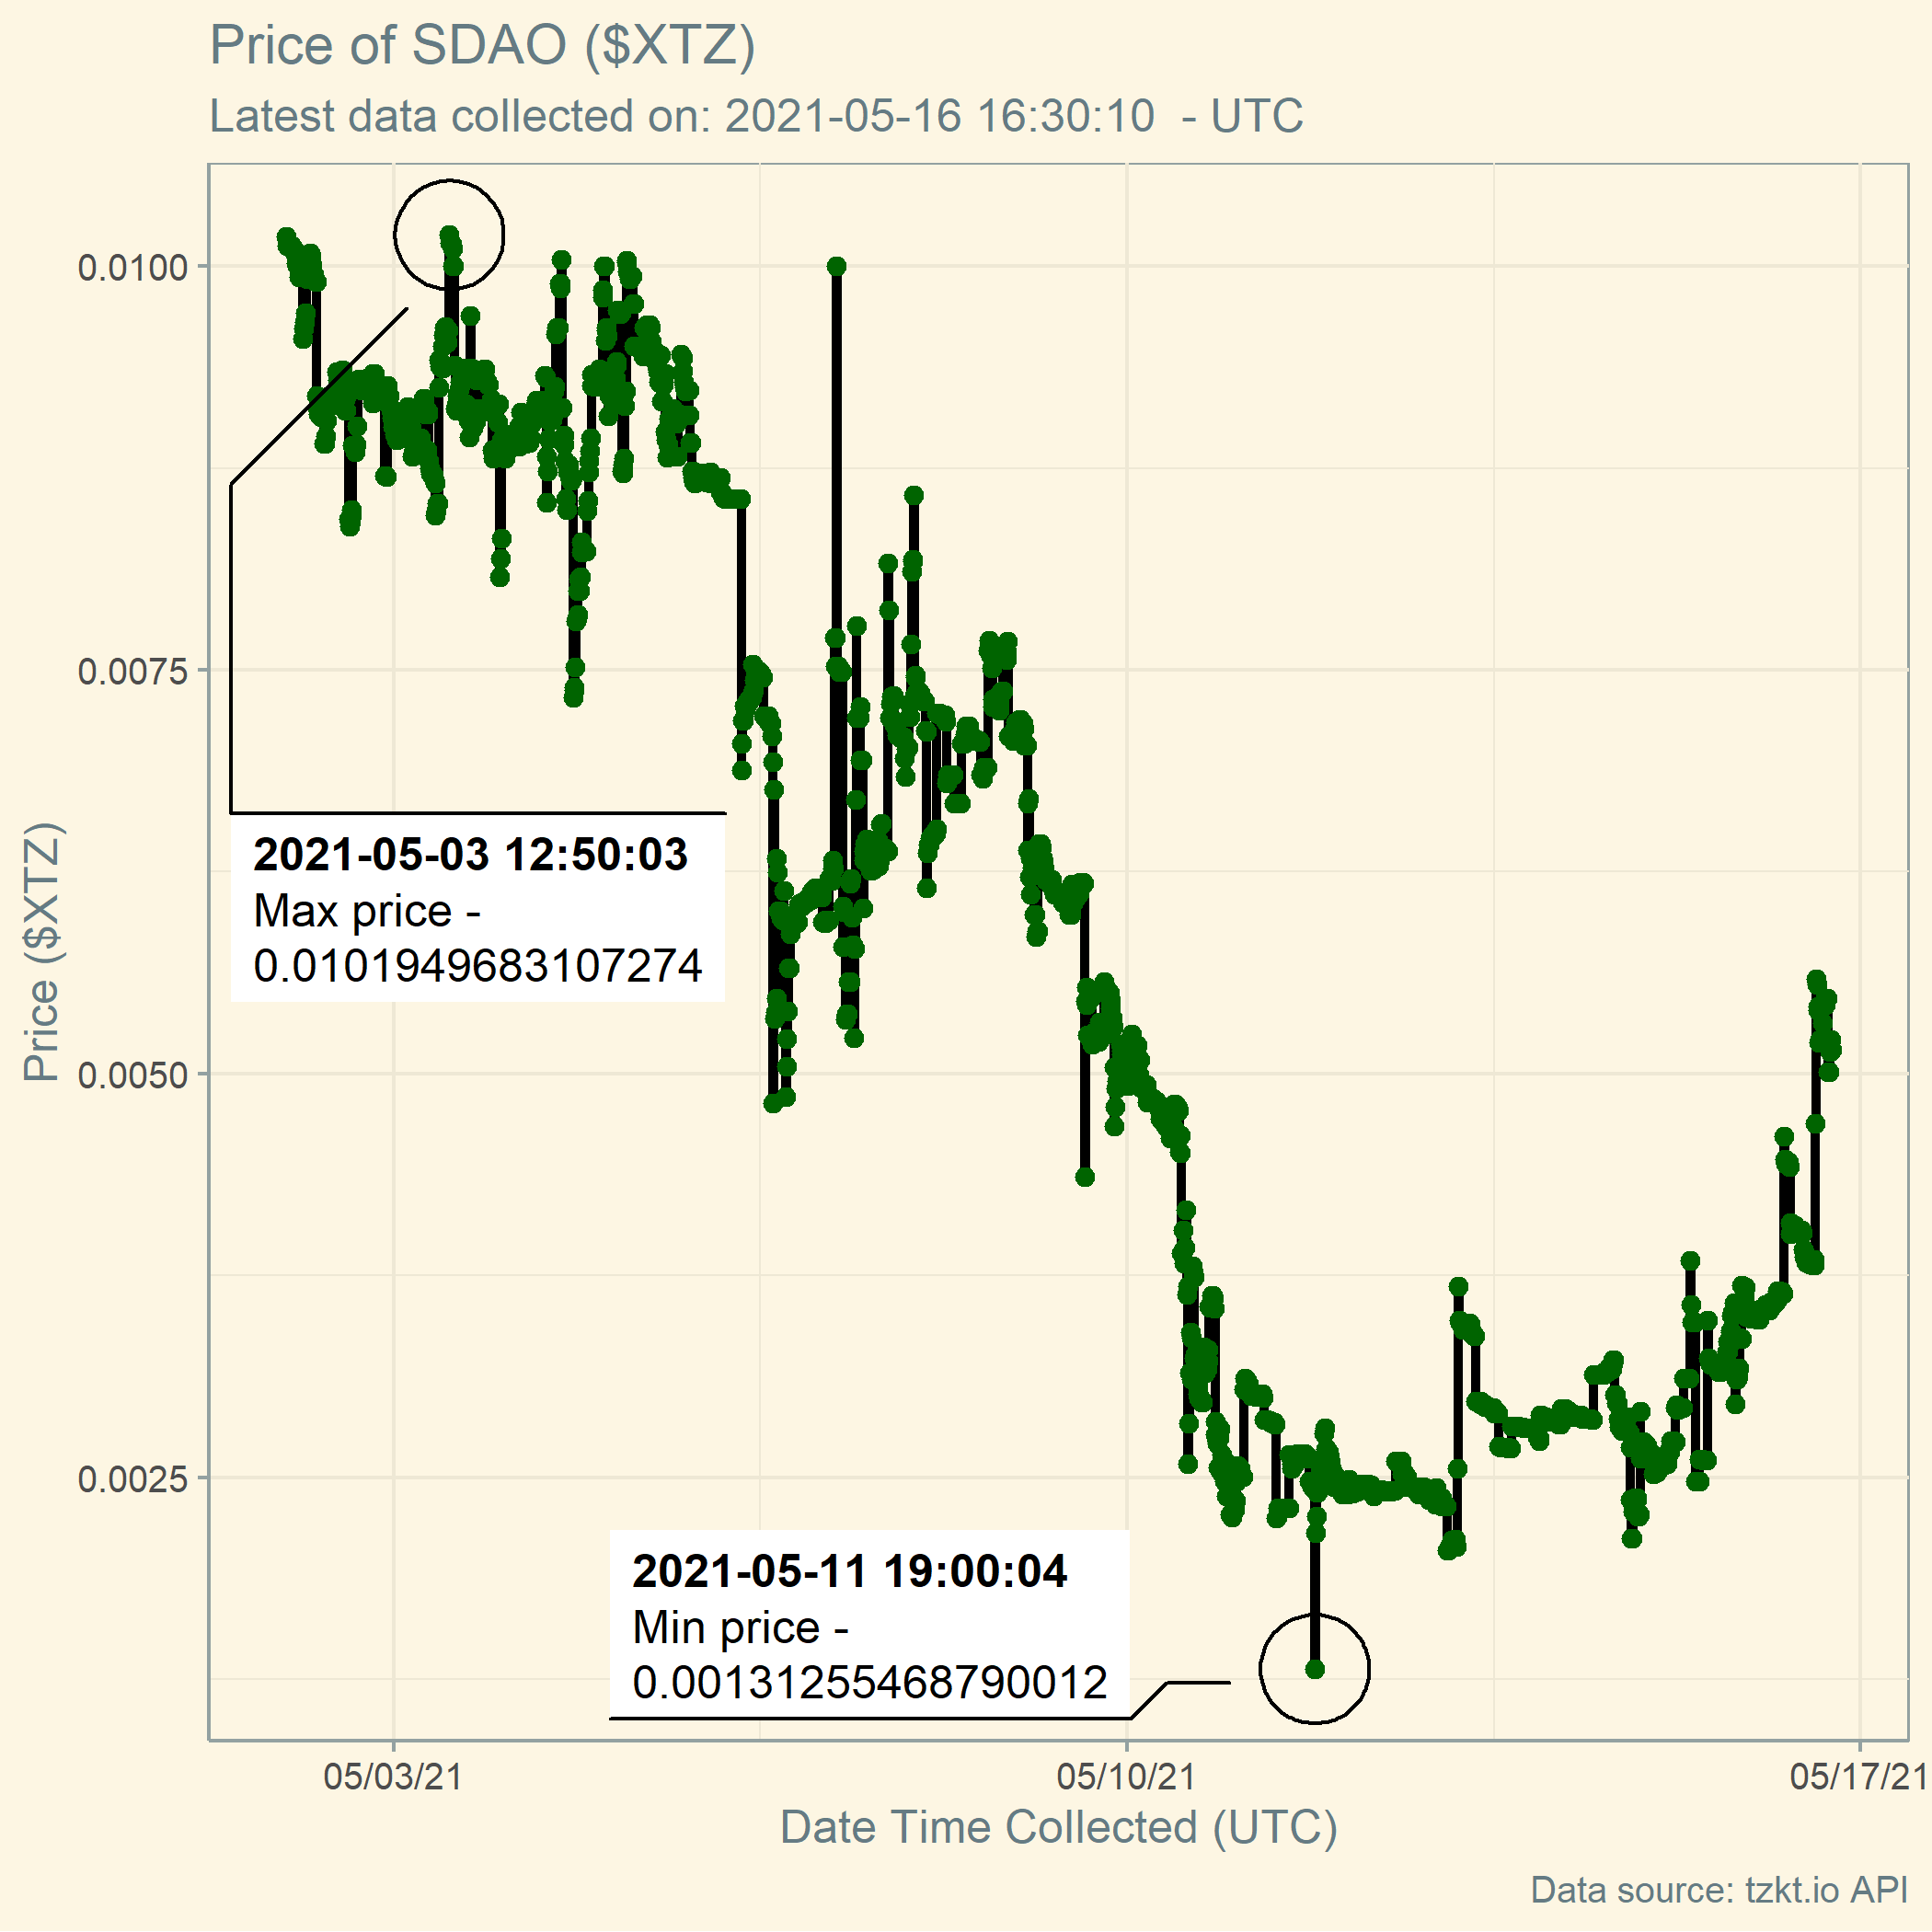 Price of SDAO ($XTZ)
Latest data collected on: 2021-05-16 16:30:10  - UTC
Price ($XTZ)
0.0100
0.0075
0.0050
0.0025
2021-05-03 12:50:03
Max price -
0.0101949683107274
2021-05-11 19:00:04
Min price -
0.00131255468790012
05/03/21
05/10/21
05/17/21
Date Time Collected (UTC)
Data source: tzkt.io API